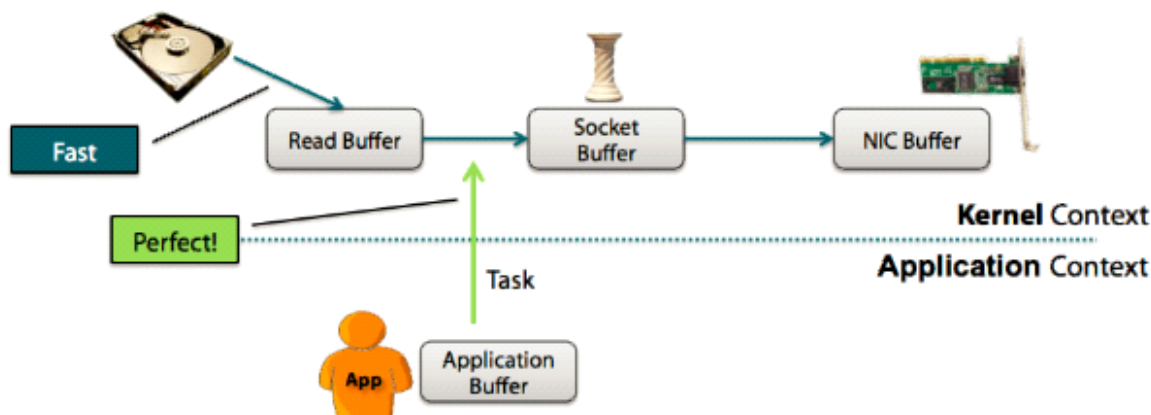 Fast
Read Buffer
Socket
Buffer
NIC Buffer
Perfect!
Kernel Context
Application Context
Task
App
Application
Buffer